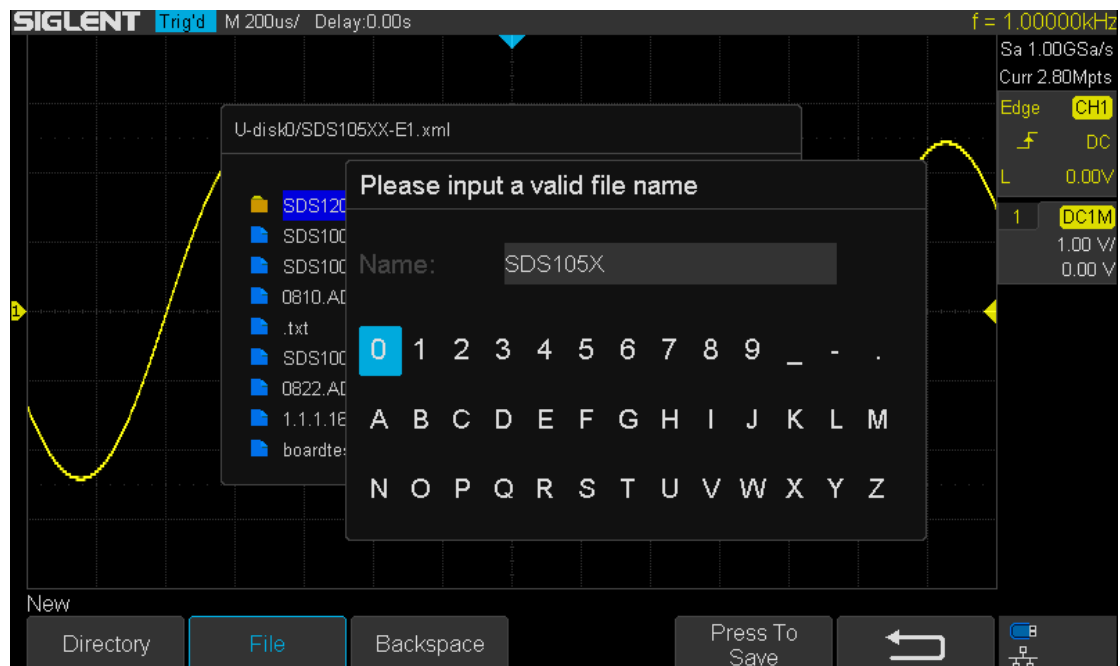 SIGLENT Trig'd M 200us/ Delay:0.00s f = 1.00000kHz
Sa 1.00GSa/s
Curr 2.80Mpts
Edge CH1
DC
L 0.00V
1 DC1M
1.00 V/
0.00 V
U-disk0/SDS105XX-E1.xml
SDS120
SDS100
SDS100
0810.AD
.txt
SDS100
0822.AD
1.1.1.1E
boardte
Please input a valid file name
Name: SDS105X
0 1 2 3 4 5 6 7 8 9 _ - .
A B C D E F G H I J K L M
N O P Q R S T U V W X Y Z
1
New
Directory File Backspace Press To
Save